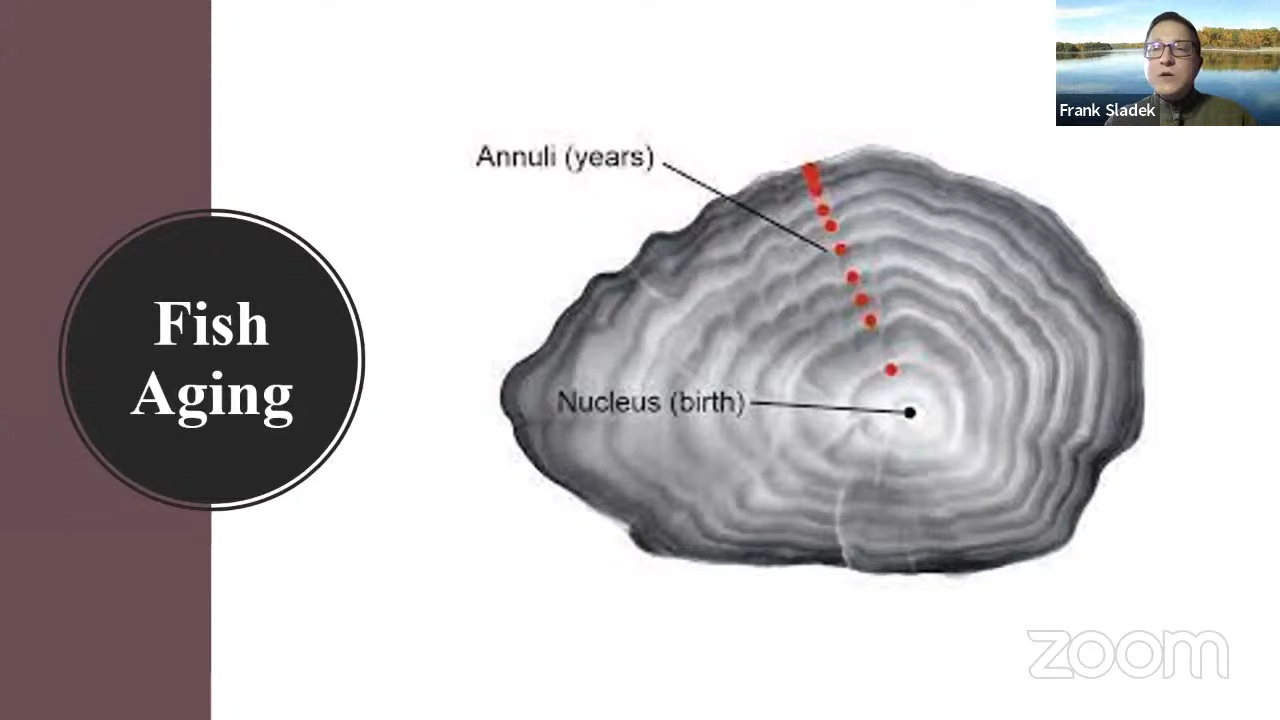 Frank Sladek
Annuli (years)
Fish
Aging
Nucleus (birth)
zoom